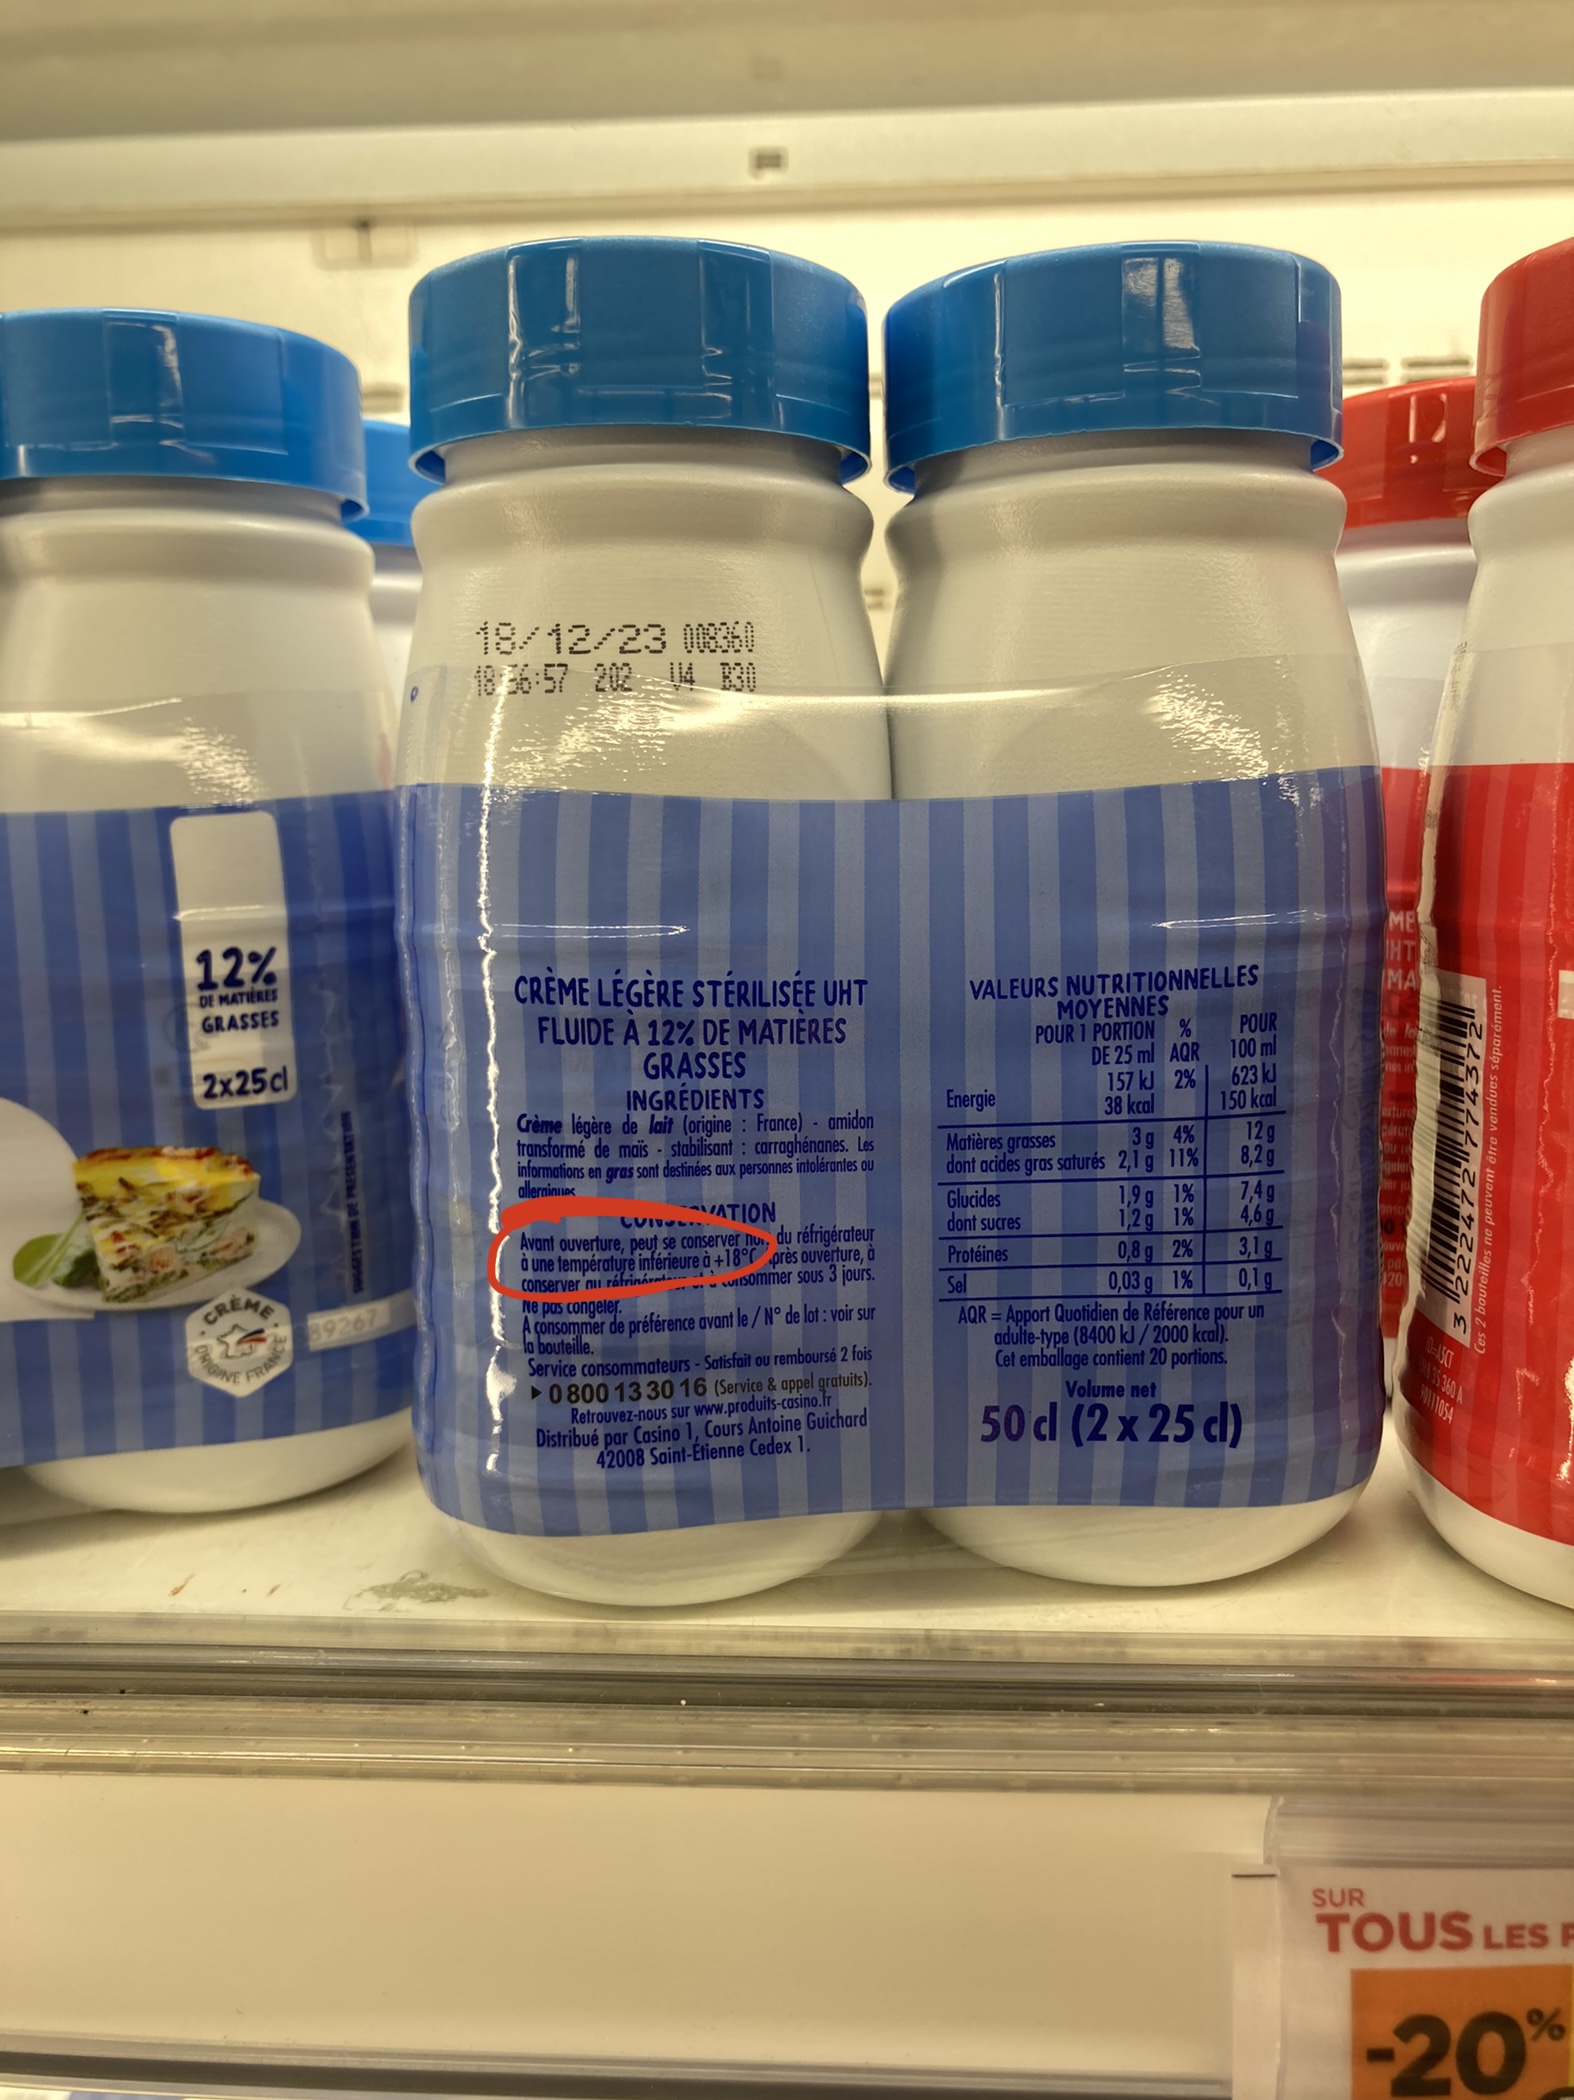 18/12/23 008360
18:56:57 202 V4 B30
12%
DE MATIÈRES
GRASSES
2x25cl
SUGGESTION DE PRÉSENTATION
CRÈME
ORIGINE FRANCE
89267
CRÈME LÉGÈRE STÉRILISÉE UHT
FLUIDE À 12% DE MATIÈRES
GRASSES
INGRÉDIENTS
Crème légère de lait (origine : France) - amidon
transformé de maïs - stabilisant : carraghénanes. Les
informations en gras sont destinées aux personnes intolérantes ou
allergiques
CONSERVATION
Avant ouverture, peut se conserver hors du réfrigérateur
à une température inférieure à +18°C. Après ouverture, à
conserver au réfrigérateur et à consommer sous 3 jours.
Ne pas congeler.
A consommer de préférence avant le / N° de lot : voir sur
la bouteille.
Service consommateurs - Satisfait ou remboursé 2 fois
0 800 13 30 16 (Service & appel gratuits).
Retrouvez-nous sur www.produits-casino.fr
Distribué par Casino 1, Cours Antoine Guichard
42008 Saint-Étienne Cedex 1.
VALEURS NUTRITIONNELLES
MOYENNES
POUR 1 PORTION % POUR
DE 25 ml AQR 100 ml
157 kJ 2% 623 kJ
Energie 38 kcal 150 kcal
Matières grasses 3 g 4% 12 g
dont acides gras saturés 2,1 g 11% 8,2 g
Glucides 1,9 g 1% 7,4 g
dont sucres 1,2 g 1% 4,6 g
Protéines 0,8 g 2% 3,1 g
Sel 0,03 g 1% 0,1 g
AQR = Apport Quotidien de Référence pour un
adulte-type (8400 kJ / 2000 kcal).
Cet emballage contient 20 portions.
Volume net
50 cl (2 x 25 cl)
3 222472 774372
Ces 2 bouteilles ne peuvent être vendues séparément.
SUR
TOUS LES
-20%